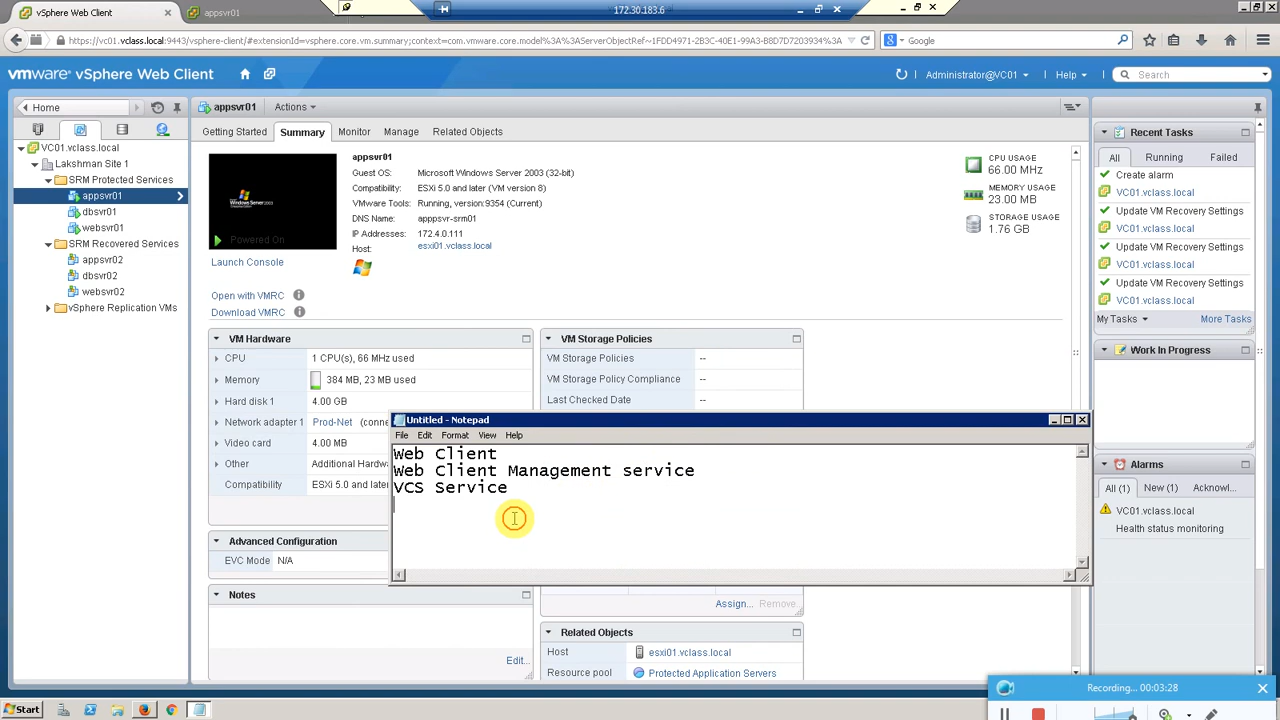 vSphere Web Client
appsvr01
172.30.183.6
https://vc01.vclass.local:9443/vsphere-client/#extensionId=vsphere.core.vm.summary;context=com.vmware.core.model%3A%3AServerObjectRef~1FDD4971-2B3C-40E1-99A3-B8D7D7203934%3A
Google
vmware® vSphere Web Client
Administrator@VC01
Help
Search
Home
appsvr01
Actions
VC01.vclass.local
Lakshman Site 1
SRM Protected Services
appsvr01
dbsvr01
websvr01
SRM Recovered Services
appsvr02
dbsvr02
websvr02
vSphere Replication VMs
Getting Started
Summary
Monitor
Manage
Related Objects
Windows Server 2003
Powered On
Launch Console
Open with VMRC
Download VMRC
appsvr01
Guest OS: Microsoft Windows Server 2003 (32-bit)
Compatibility: ESXi 5.0 and later (VM version 8)
VMware Tools: Running, version:9354 (Current)
DNS Name: apppsvr-srm01
IP Addresses: 172.4.0.111
Host: esxi01.vclass.local
CPU USAGE
66.00 MHz
MEMORY USAGE
23.00 MB
STORAGE USAGE
1.76 GB
VM Hardware
CPU 1 CPU(s), 66 MHz used
Memory 384 MB, 23 MB used
Hard disk 1 4.00 GB
Network adapter 1 Prod-Net (conne
Video card 4.00 MB
Other Additional Hardwa
Compatibility ESXi 5.0 and later
Advanced Configuration
EVC Mode N/A
Notes
Edit...
VM Storage Policies
VM Storage Policies --
VM Storage Policy Compliance --
Last Checked Date --
Untitled - Notepad
File Edit Format View Help
Web Client
Web Client Management service
VCS Service
Assign... Remove...
Related Objects
Host esxi01.vclass.local
Resource pool Protected Application Servers
Recent Tasks
All Running Failed
Create alarm
VC01.vclass.local
Update VM Recovery Settings
VC01.vclass.local
Update VM Recovery Settings
VC01.vclass.local
Update VM Recovery Settings
VC01.vclass.local
My Tasks More Tasks
Work In Progress
Alarms
All (1) New (1) Acknowl...
VC01.vclass.local
Health status monitoring
Start
Recording... 00:03:28